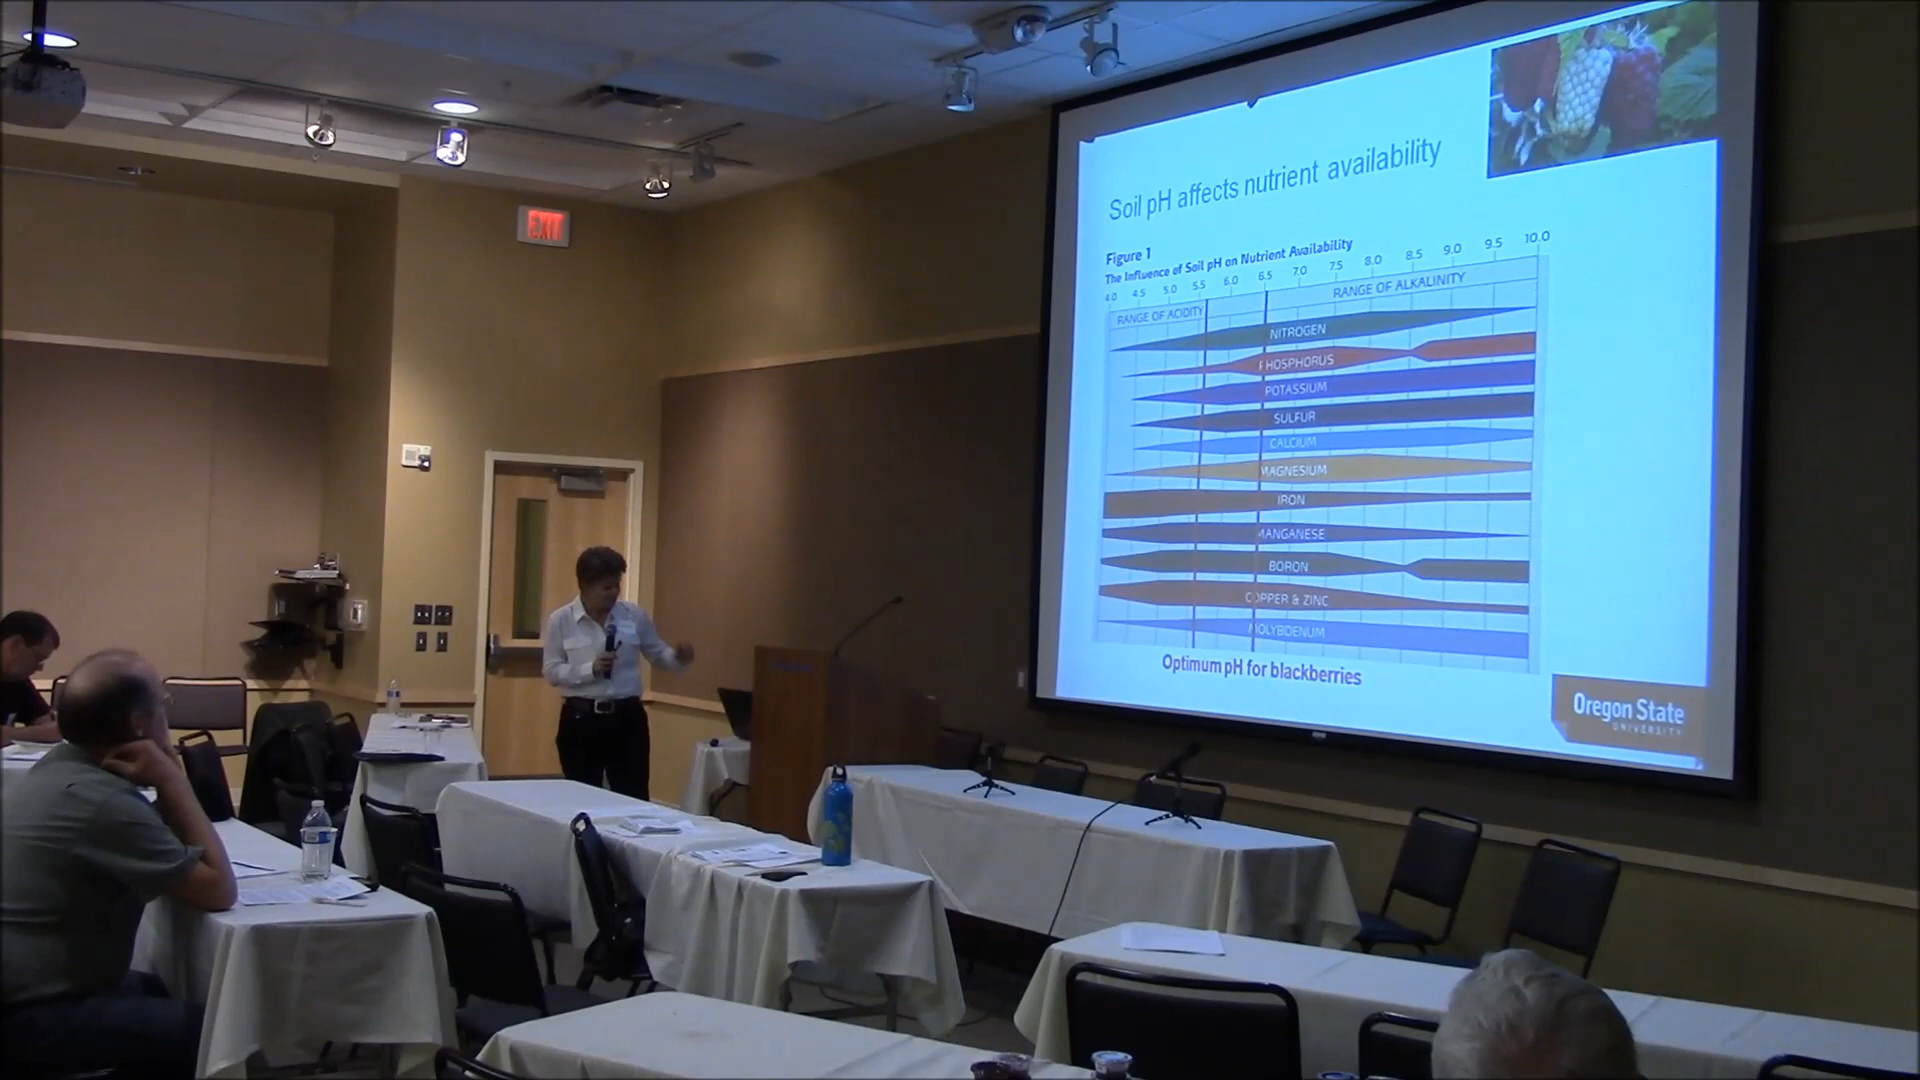 EXIT
Soil pH affects nutrient availability
Figure 1
The Influence of Soil pH on Nutrient Availability
4.0 4.5 5.0 5.5 6.0 6.5 7.0 7.5 8.0 8.5 9.0 9.5 10.0
RANGE OF ACIDITY RANGE OF ALKALINITY
NITROGEN
PHOSPHORUS
POTASSIUM
SULFUR
CALCIUM
MAGNESIUM
IRON
MANGANESE
BORON
COPPER & ZINC
MOLYBDENUM
Optimum pH for blackberries
Oregon State
UNIVERSITY